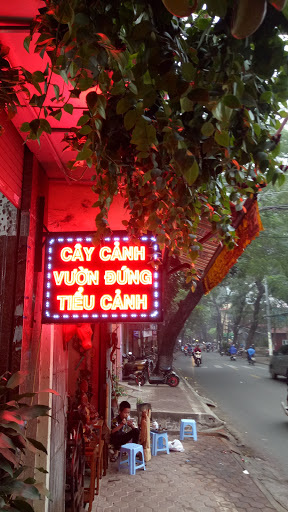 CÂY CẢNH
VƯỜN ĐỨNG
TIỂU CẢNH